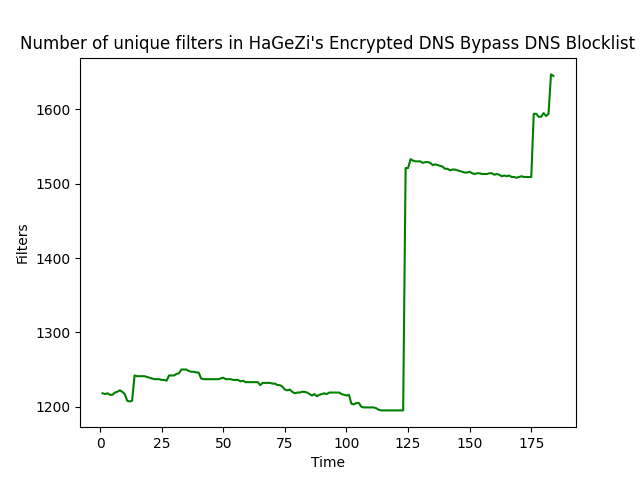 Number of unique filters in HaGeZi's Encrypted DNS Bypass DNS Blocklist
1600
1500
1400
1300
1200
Filters
0 25 50 75 100 125 150 175
Time